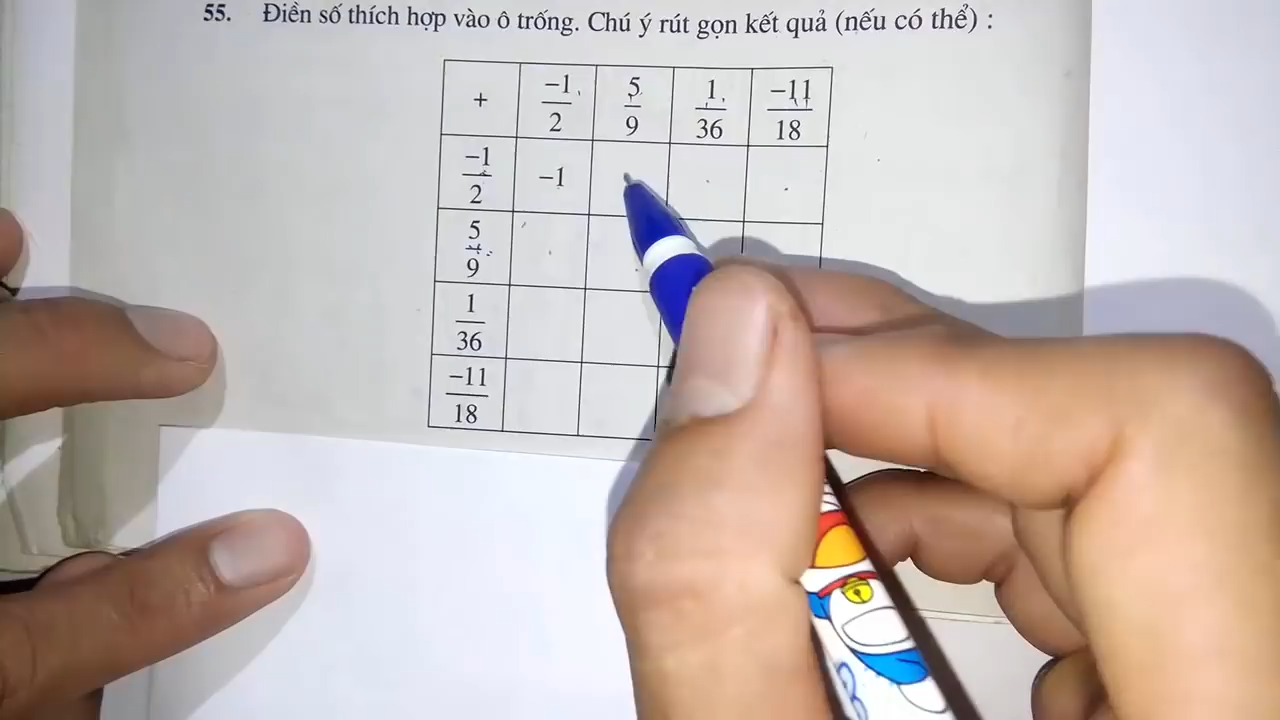 55. Điền số thích hợp vào ô trống. Chú ý rút gọn kết quả (nếu có thể) :
+ -1/2 5/9 1/36 -11/18
-1/2 -1
5/9
1/36
-11/18